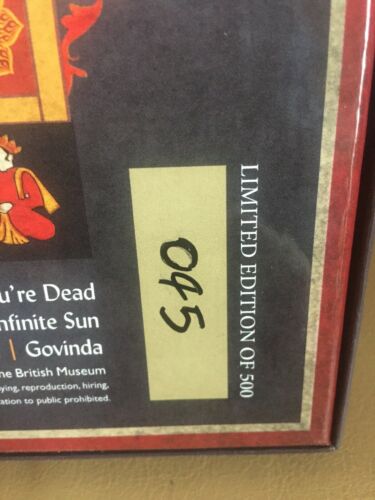 u're Dead
nfinite Sun
| Govinda
he British Museum
ying, reproduction, hiring,
ation to public prohibited.
045
LIMITED EDITION OF 500